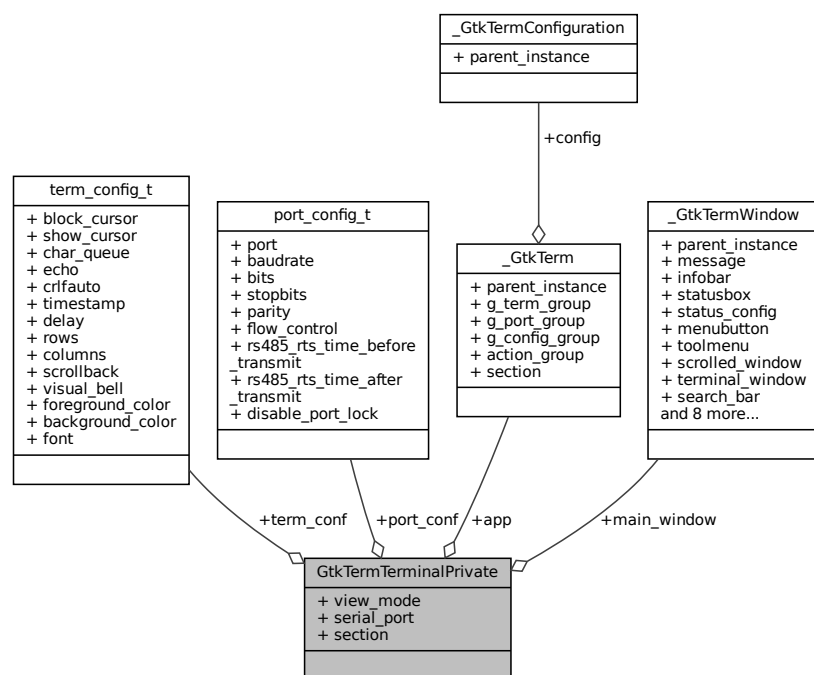 _GtkTermConfiguration
+ parent_instance
+config
term_config_t
+ block_cursor
+ show_cursor
+ char_queue
+ echo
+ crlfauto
+ timestamp
+ delay
+ rows
+ columns
+ scrollback
+ visual_bell
+ foreground_color
+ background_color
+ font
port_config_t
+ port
+ baudrate
+ bits
+ stopbits
+ parity
+ flow_control
+ rs485_rts_time_before
_transmit
+ rs485_rts_time_after
_transmit
+ disable_port_lock
_GtkTerm
+ parent_instance
+ g_term_group
+ g_port_group
+ g_config_group
+ action_group
+ section
_GtkTermWindow
+ parent_instance
+ message
+ infobar
+ statusbox
+ status_config
+ menubutton
+ toolmenu
+ scrolled_window
+ terminal_window
+ search_bar
and 8 more...
+term_conf
+port_conf
+app
+main_window
GtkTermTerminalPrivate
+ view_mode
+ serial_port
+ section